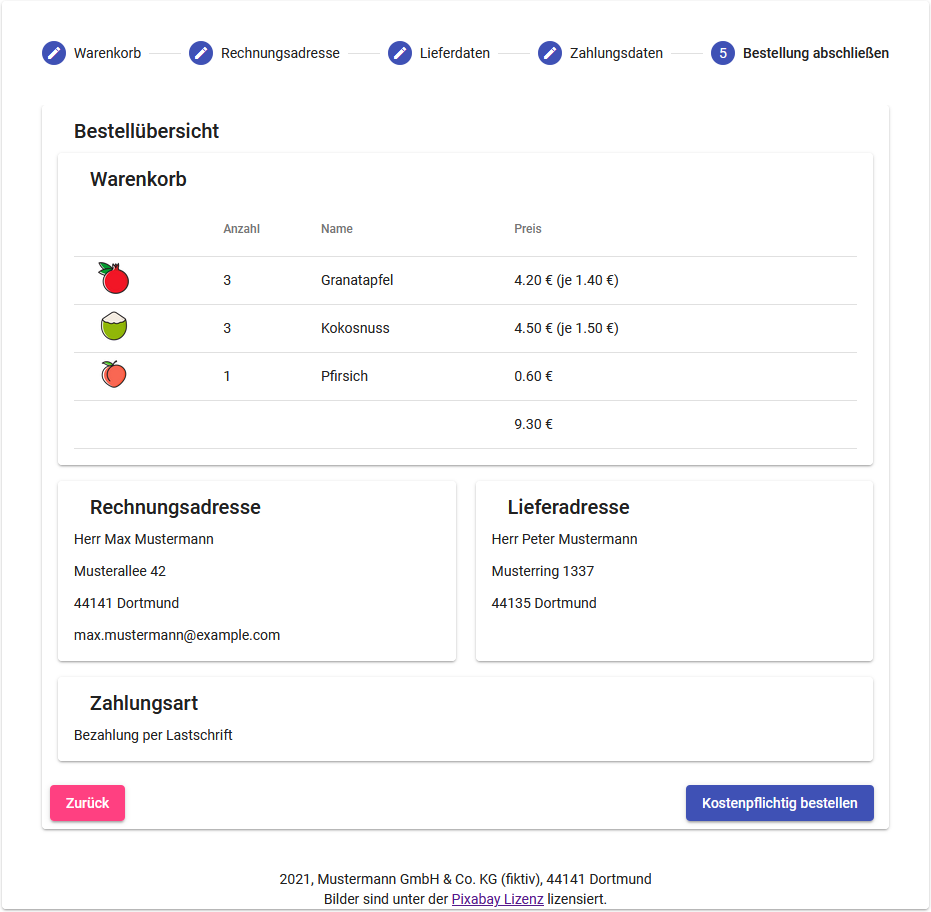 Warenkorb Rechnungsadresse Lieferdaten Zahlungsdaten 5 Bestellung abschließen
Bestellübersicht
Warenkorb
Anzahl Name Preis
3 Granatapfel 4.20 € (je 1.40 €)
3 Kokosnuss 4.50 € (je 1.50 €)
1 Pfirsich 0.60 €
9.30 €
Rechnungsadresse
Herr Max Mustermann
Musterallee 42
44141 Dortmund
max.mustermann@example.com
Lieferadresse
Herr Peter Mustermann
Musterring 1337
44135 Dortmund
Zahlungsart
Bezahlung per Lastschrift
Zurück Kostenpflichtig bestellen
2021, Mustermann GmbH & Co. KG (fiktiv), 44141 Dortmund
Bilder sind unter der Pixabay Lizenz lizensiert.